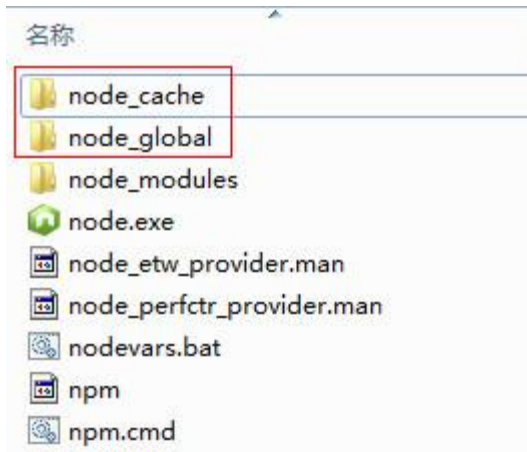 名称
node_cache
node_global
node_modules
node.exe
node_etw_provider.man
node_perfctr_provider.man
nodevars.bat
npm
npm.cmd